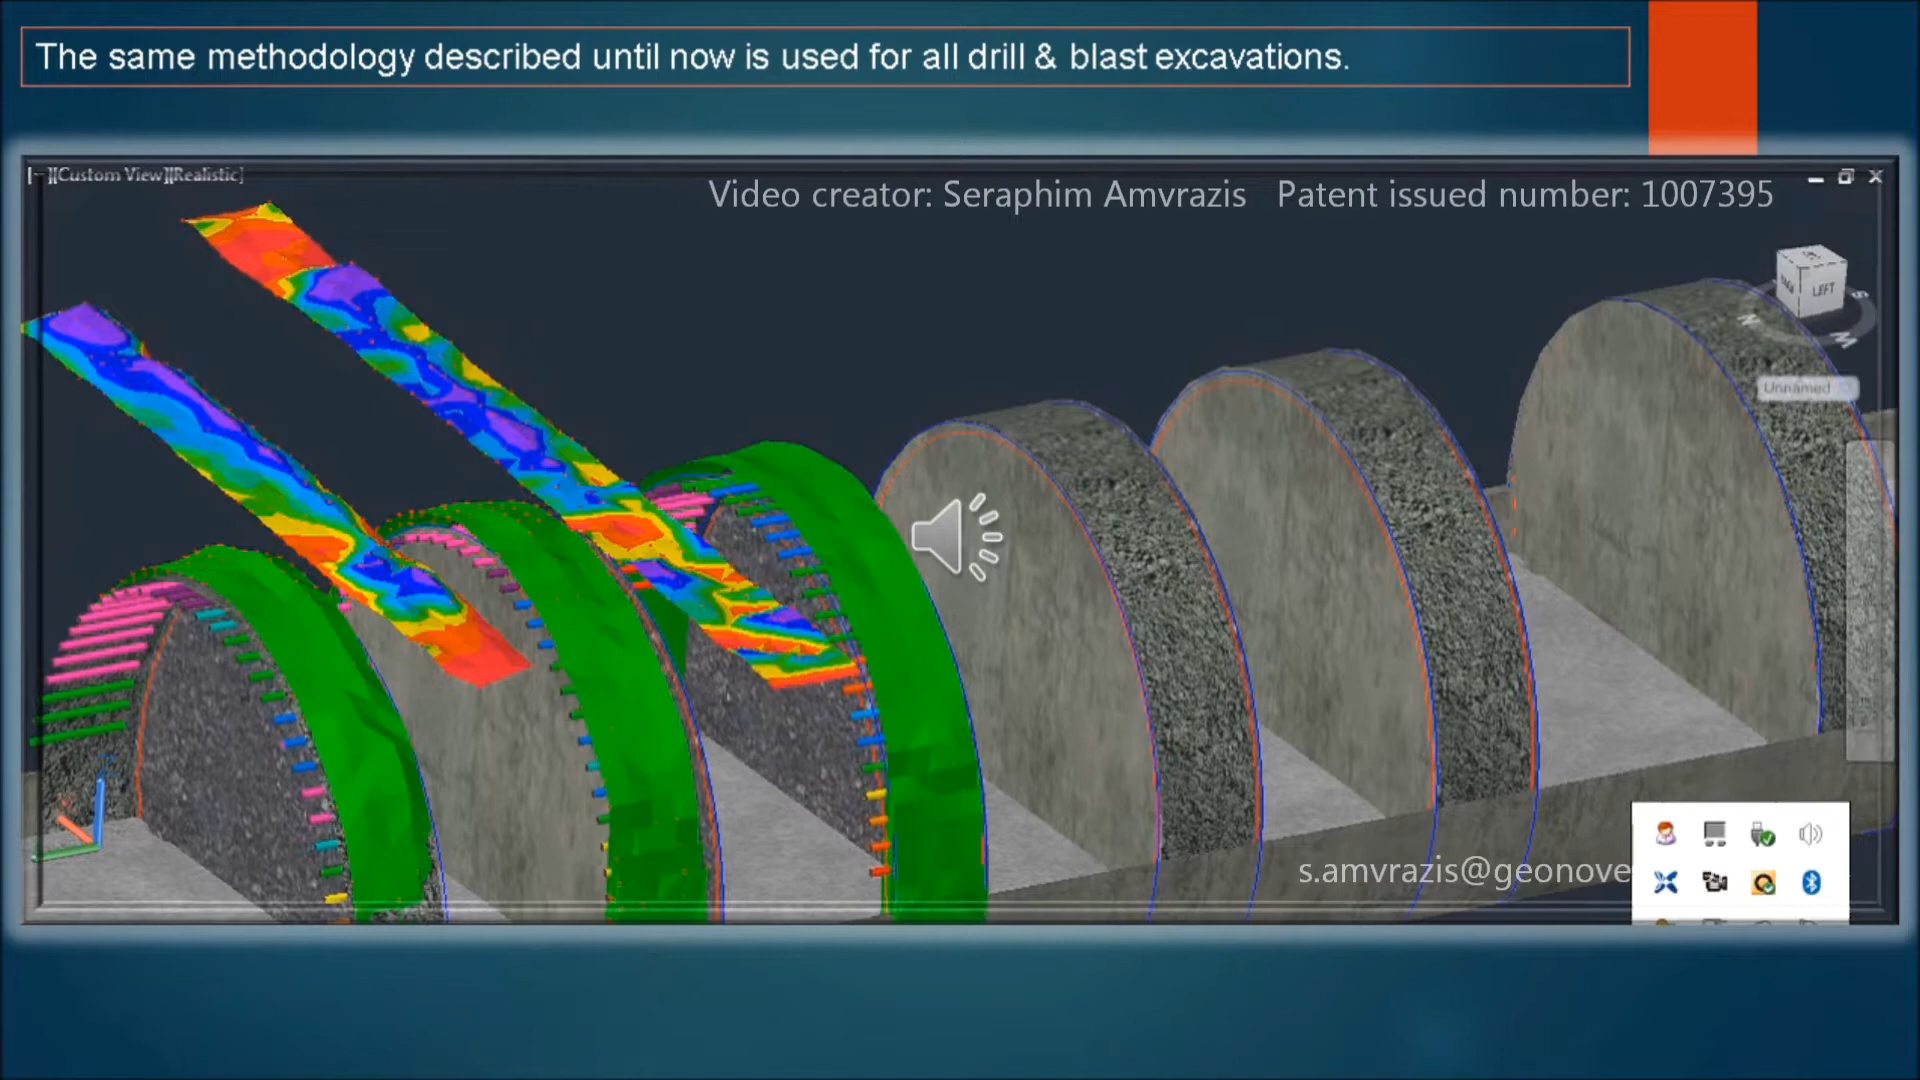 The same methodology described until now is used for all drill & blast excavations.
[-][Custom View][Realistic]
Video creator: Seraphim Amvrazis Patent issued number: 1007395
LEFT
Unnamed
s.amvrazis@geonove